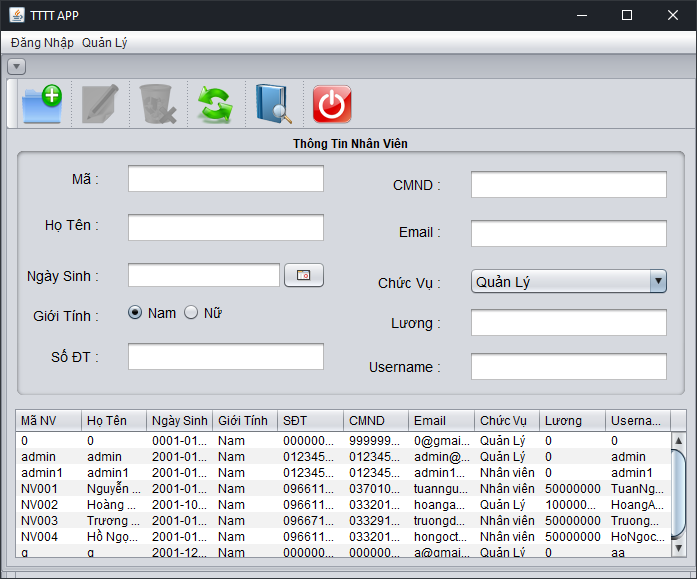 TTTT APP
Đăng Nhập Quản Lý
Thông Tin Nhân Viên
Mã :
CMND :
Họ Tên :
Email :
Ngày Sinh :
Chức Vụ : Quản Lý
Giới Tính : Nam Nữ
Lương :
Số ĐT :
Username :
Mã NV Họ Tên Ngày Sinh Giới Tính SĐT CMND Email Chức Vụ Lương Userna...
0 0 0001-01... Nam 000000... 999999... 0@gmai... Quản Lý 0 0
admin admin 2001-01... Nam 012345... 012345... admin@... Quản Lý 0 admin
admin1 admin1 2001-01... Nam 012345... 012345... admin1... Nhân viên 0 admin1
NV001 Nguyễn ... 2001-01... Nam 096611... 037010... tuanngu... Nhân viên 50000000 TuanNg...
NV002 Hoàng ... 2001-10... Nam 096611... 033201... hoanga... Quản Lý 100000... HoangA...
NV003 Trương ... 2001-01... Nam 096671... 033291... truongd... Nhân viên 50000000 Truong...
NV004 Hồ Ngọ... 2001-01... Nam 096611... 033201... hongoct... Nhân viên 50000000 HoNgoc...
q q 2001-12... Nam 000000... 000000... a@gmai... Quản Lý 0 aa